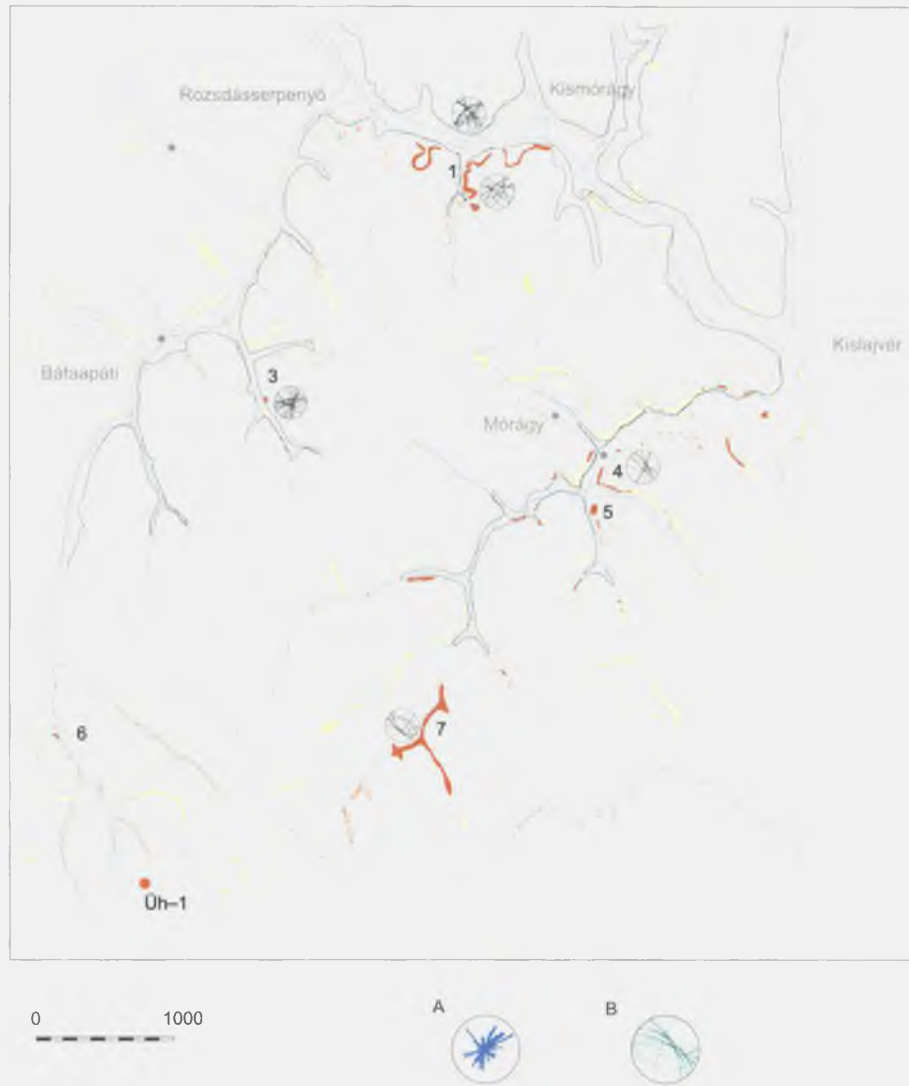 Rozsdásserpenyő
Kismórágy
1
Bátaapáti
3
Kislajvér
Mórágy
4
5
6
7
Üh–1
0 1000
A B